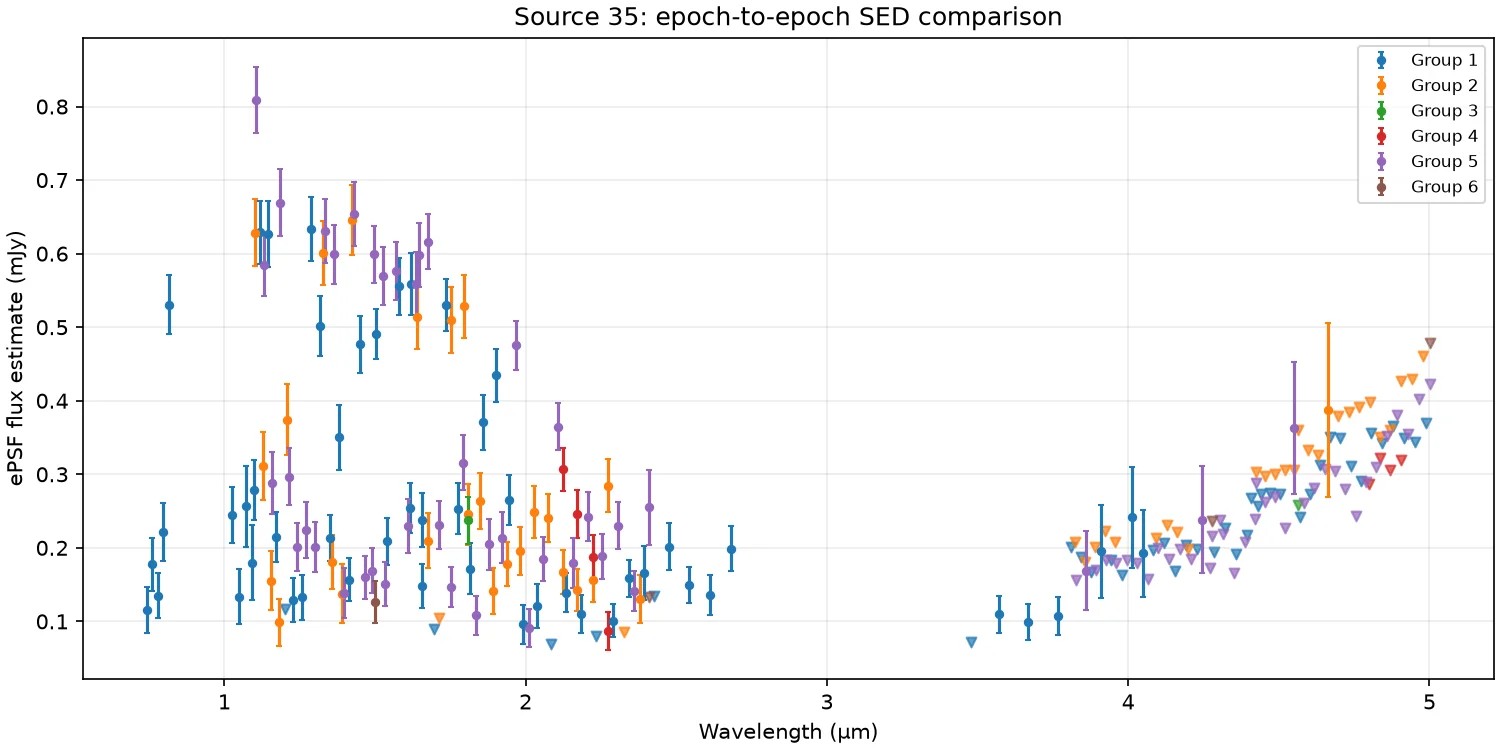 Source 35: epoch-to-epoch SED comparison
ePSF flux estimate (mJy)
0.8
0.7
0.6
0.5
0.4
0.3
0.2
0.1
Group 1
Group 2
Group 3
Group 4
Group 5
Group 6
1 2 3 4 5
Wavelength (µm)